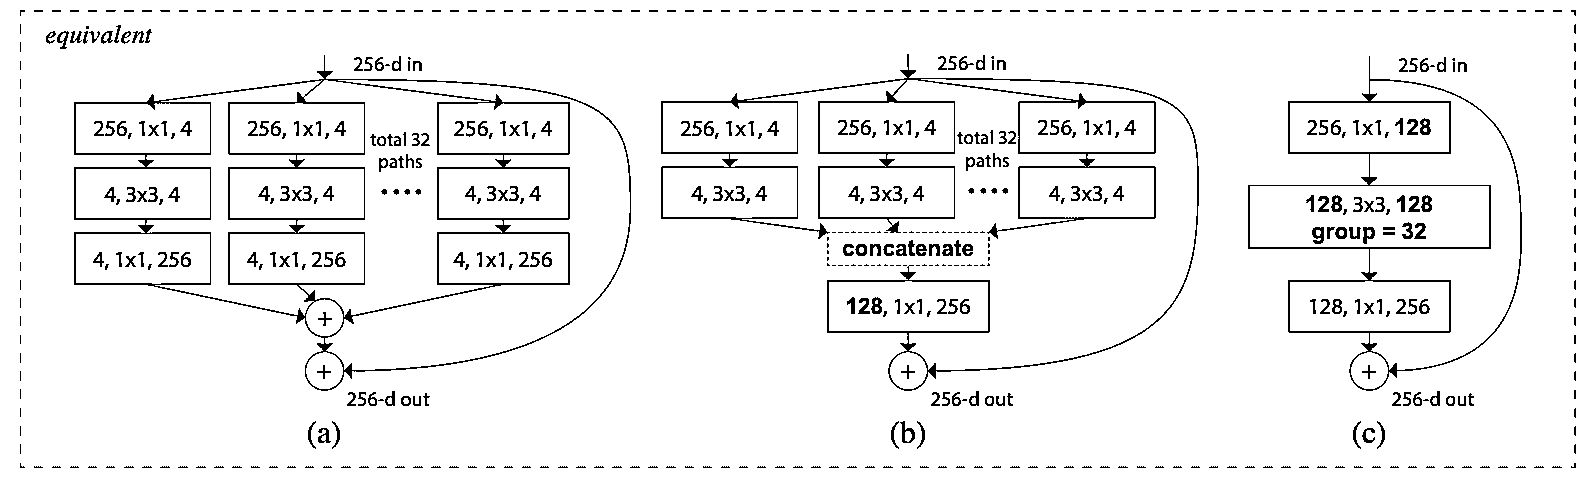 equivalent
256-d in
256, 1x1, 4
256, 1x1, 4
total 32
paths
256, 1x1, 4
4, 3x3, 4
4, 3x3, 4
....
4, 3x3, 4
4, 1x1, 256
4, 1x1, 256
4, 1x1, 256
+
+
256-d out
(a)
256-d in
256, 1x1, 4
256, 1x1, 4
total 32
paths
256, 1x1, 4
4, 3x3, 4
4, 3x3, 4
....
4, 3x3, 4
concatenate
128, 1x1, 256
+
256-d out
(b)
256-d in
256, 1x1, 128
128, 3x3, 128
group = 32
128, 1x1, 256
+
256-d out
(c)